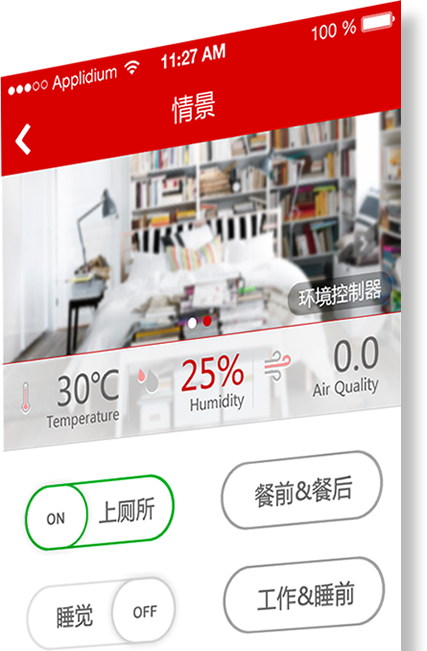 Applidium 11:27 AM 100 %
情景
环境控制器
30℃ 25% 0.0
Temperature Humidity Air Quality
ON 上厕所 餐前&餐后
睡觉 OFF 工作&睡前